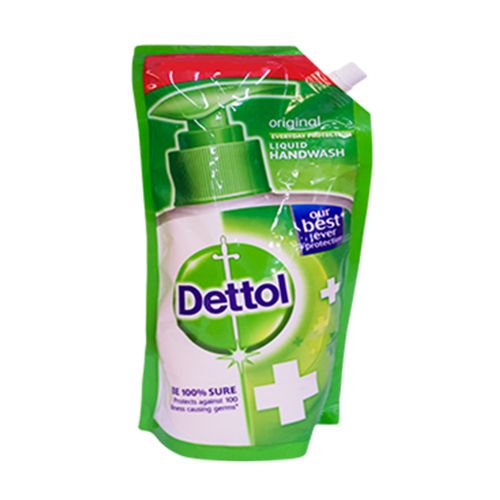 original
EVERYDAY PROTECTION
LIQUID
HANDWASH
our
best
ever
protection
Dettol
BE 100% SURE
Protects against 100
illness causing germs*